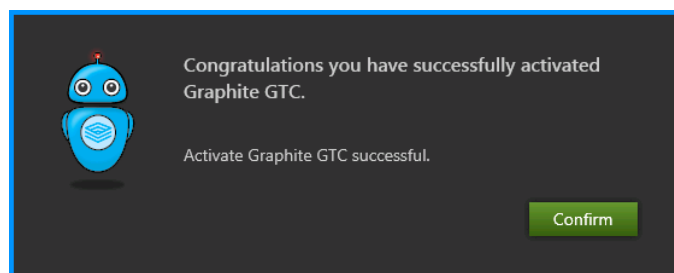 Congratulations you have successfully activated
Graphite GTC.
Activate Graphite GTC successful.
Confirm